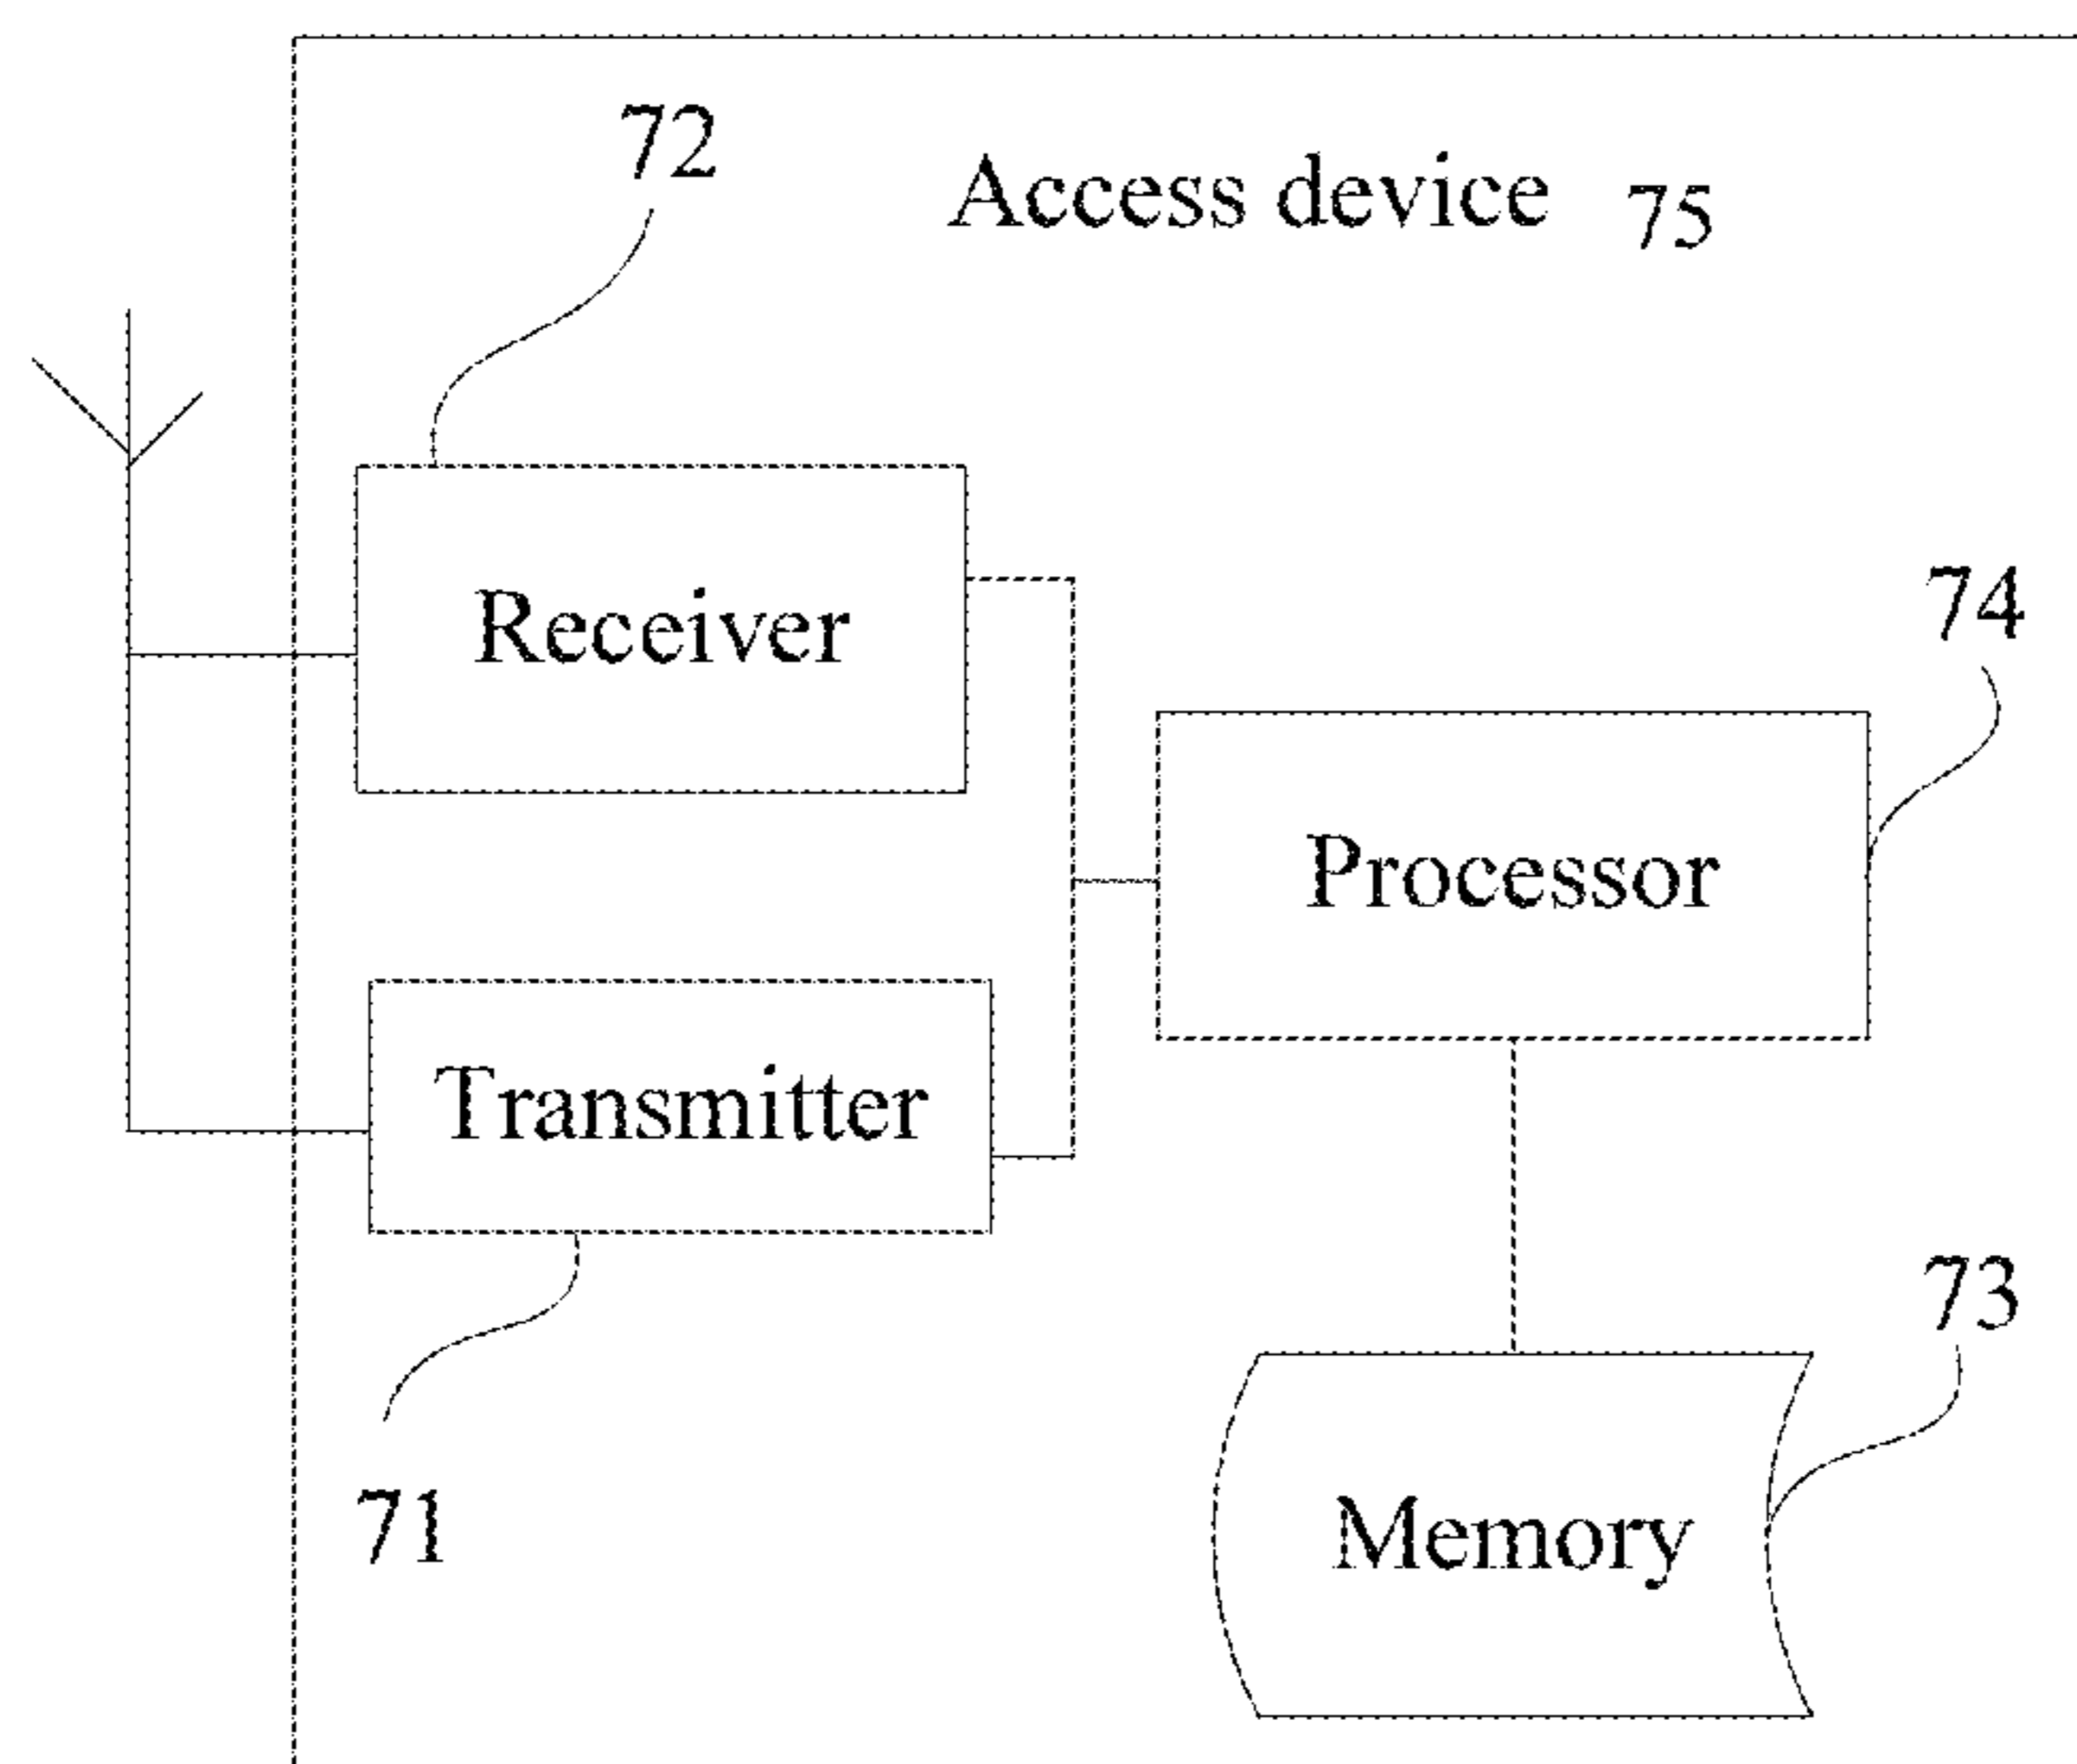 72
Access device 75
Receiver
74
Processor
Transmitter
73
71
Memory